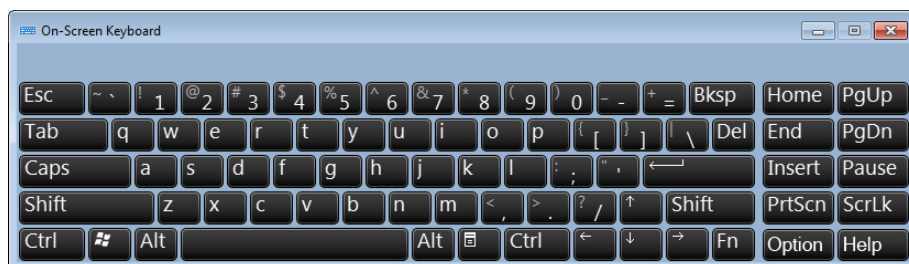 On-Screen Keyboard
Esc ~ ` ! 1 @ 2 # 3 $ 4 % 5 ^ 6 & 7 * 8 ( 9 ) 0 _ - + = Bksp Home PgUp
Tab q w e r t y u i o p { [ } ] | \ Del End PgDn
Caps a s d f g h j k l : ; " ' Insert Pause
Shift z x c v b n m < , > . ? / ↑ Shift PrtScn ScrLk
Ctrl Alt Alt Ctrl ← ↓ → Fn Option Help